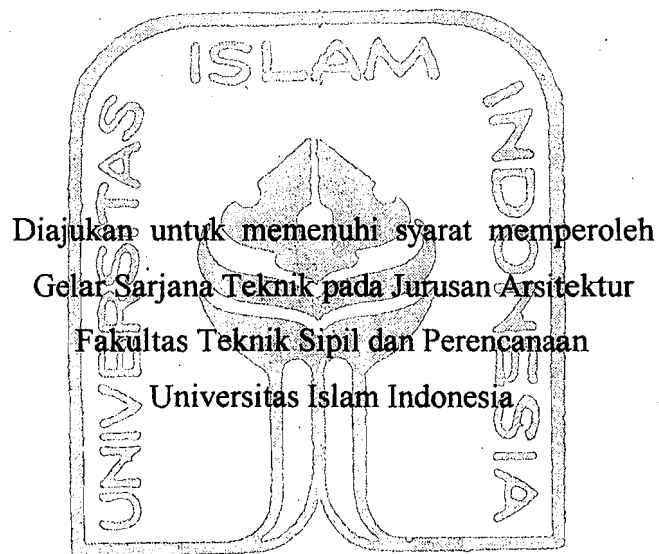 UNIVERSITAS ISLAM INDONESIA
Diajukan untuk memenuhi syarat memperoleh
Gelar Sarjana Teknik pada Jurusan Arsitektur
Fakultas Teknik Sipil dan Perencanaan
Universitas Islam Indonesia